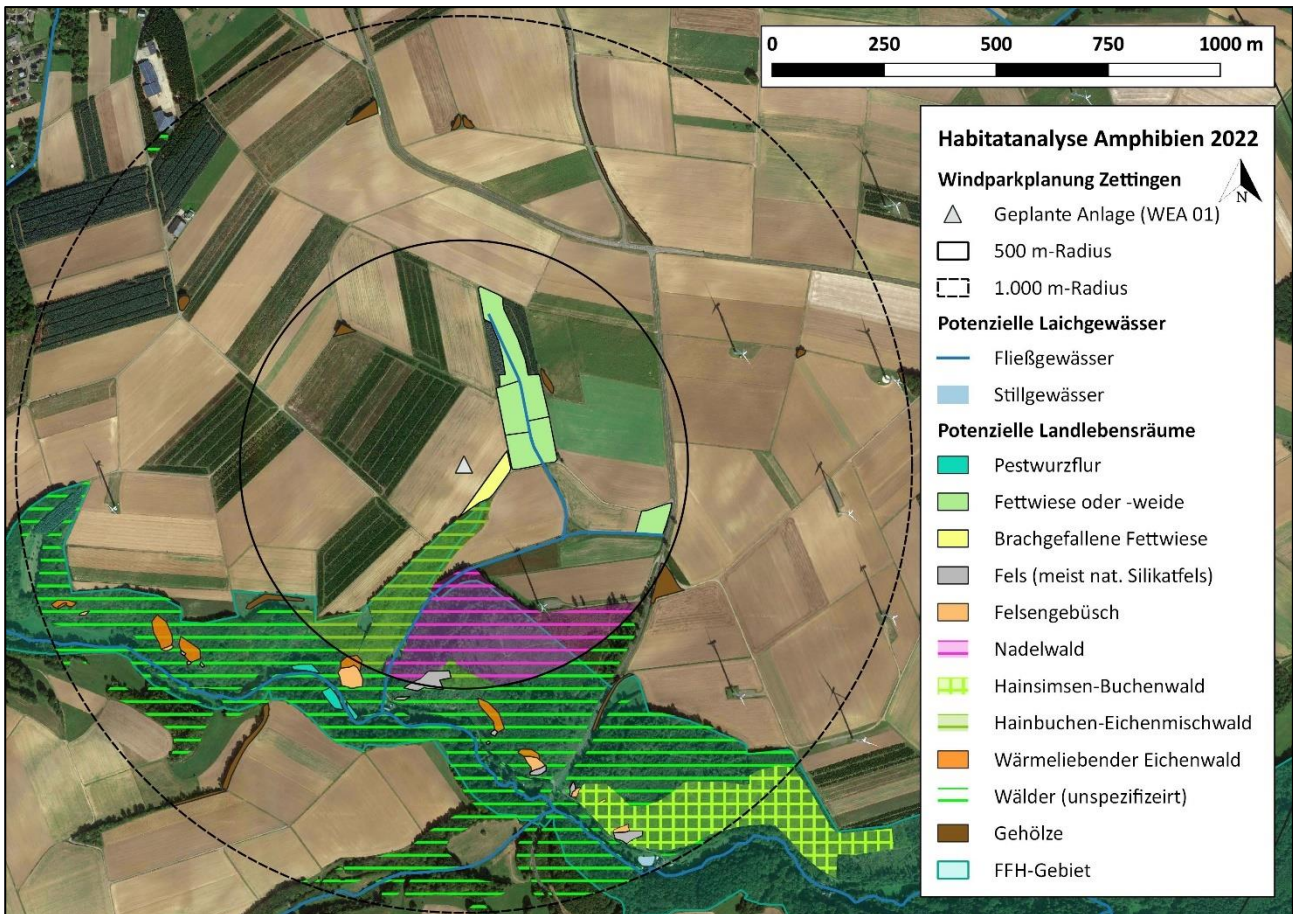 0 250 500 750 1000 m
Habitatanalyse Amphibien 2022
Windparkplanung Zettingen
N
Geplante Anlage (WEA 01)
500 m-Radius
1.000 m-Radius
Potenzielle Laichgewässer
Fließgewässer
Stillgewässer
Potenzielle Landlebensräume
Pestwurzflur
Fettwiese oder -weide
Brachgefallene Fettwiese
Fels (meist nat. Silikatfels)
Felsengebüsch
Nadelwald
Hainsimsen-Buchenwald
Hainbuchen-Eichenmischwald
Wärmeliebender Eichenwald
Wälder (unspezifizeirt)
Gehölze
FFH-Gebiet